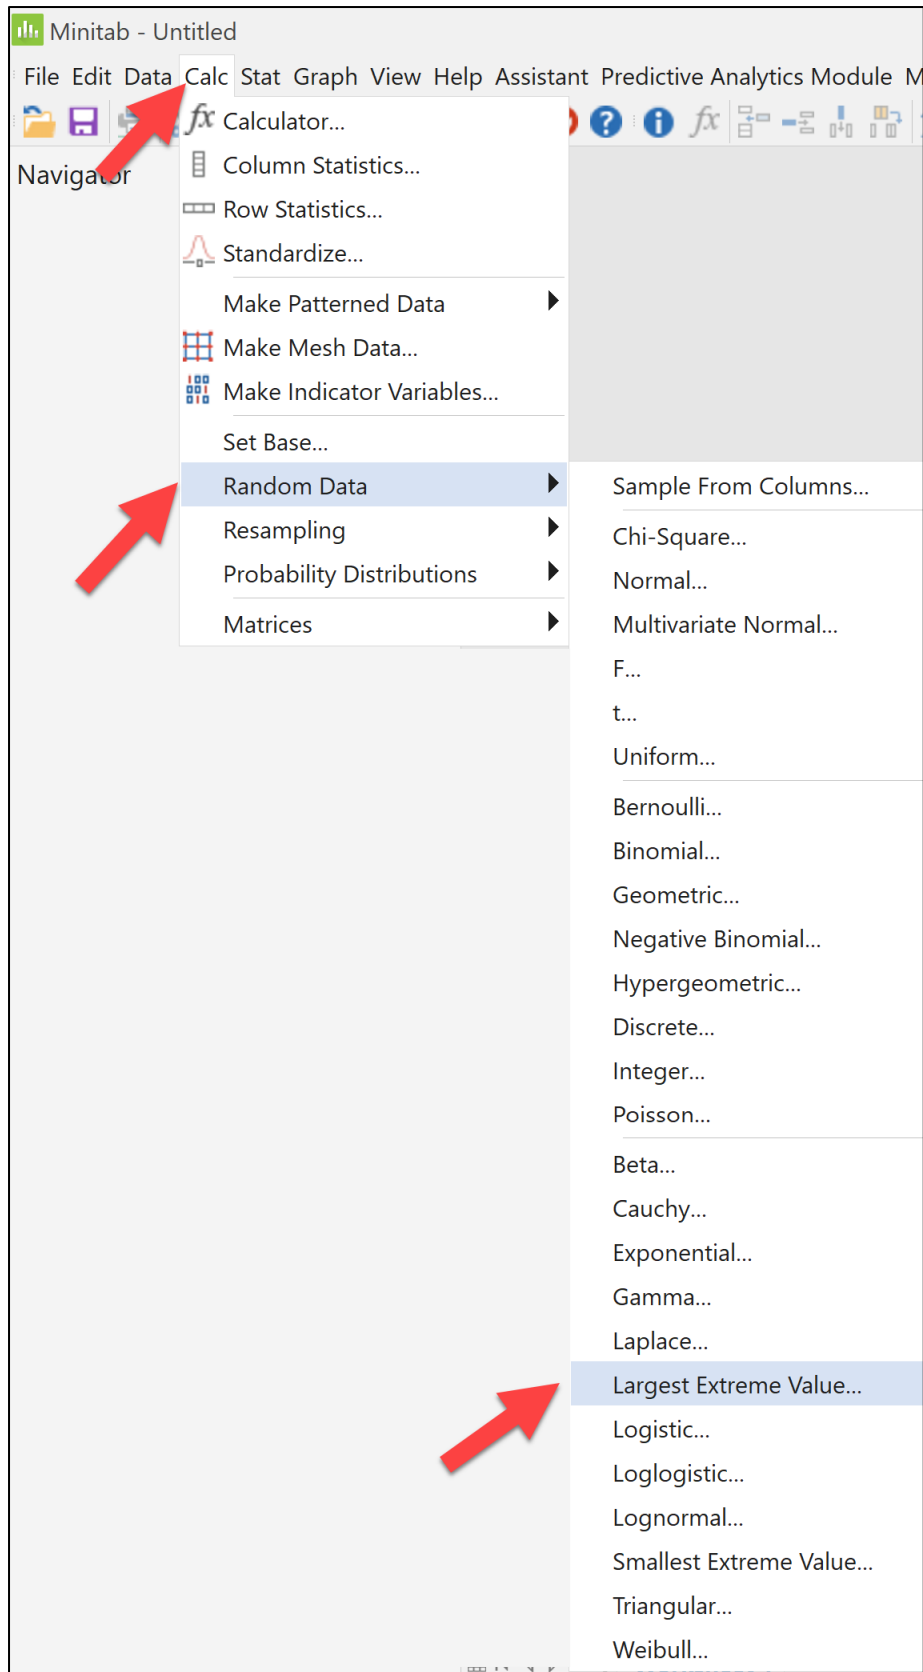 Minitab - Untitled
File Edit Data Calc Stat Graph View Help Assistant Predictive Analytics Module
Navigator
fx Calculator...
fx
Column Statistics...
Row Statistics...
Standardize...
Make Patterned Data
Make Mesh Data...
Make Indicator Variables...
Set Base...
Random Data
Resampling
Probability Distributions
Matrices
Sample From Columns...
Chi-Square...
Normal...
Multivariate Normal...
F...
t...
Uniform...
Bernoulli...
Binomial...
Geometric...
Negative Binomial...
Hypergeometric...
Discrete...
Integer...
Poisson...
Beta...
Cauchy...
Exponential...
Gamma...
Laplace...
Largest Extreme Value...
Logistic...
Loglogistic...
Lognormal...
Smallest Extreme Value...
Triangular...
Weibull...